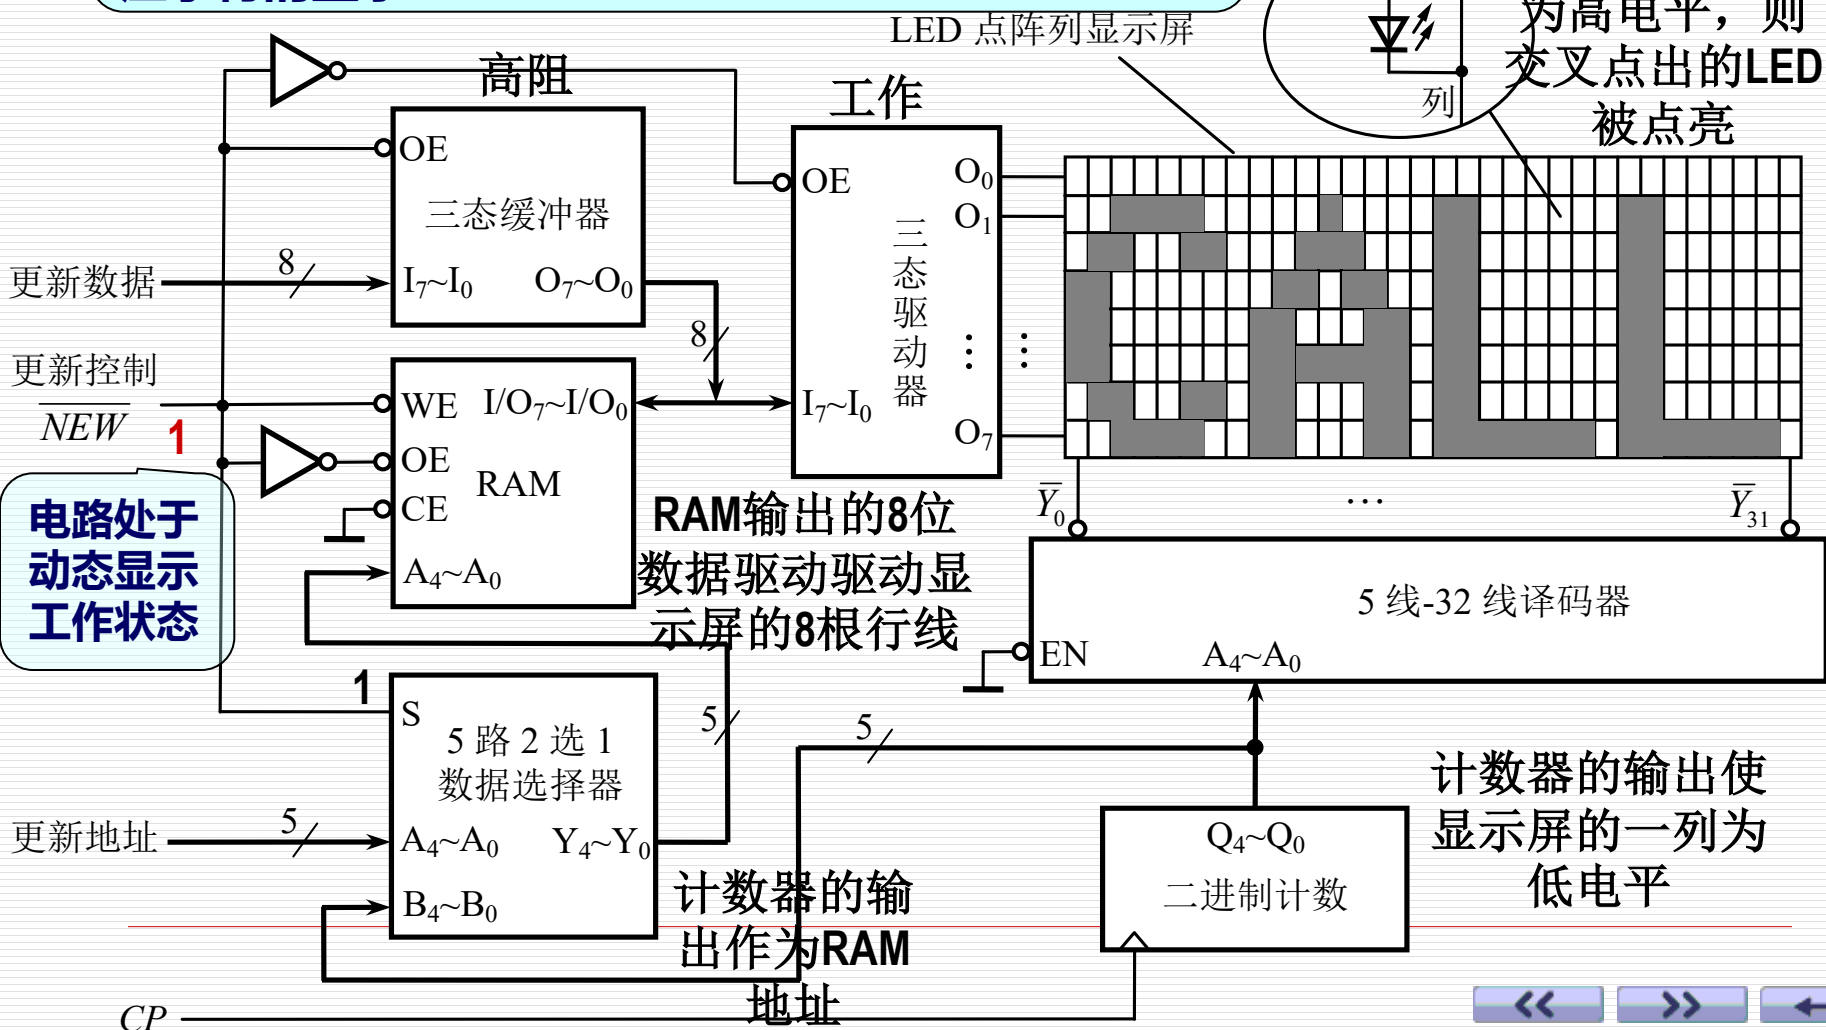 LED 点阵列显示屏
为高电平，则
交叉点出的LED
被点亮
列
高阻
工作
OE
三态缓冲器
I₇~I₀
O₇~O₀
更新数据
8
8
OE
O₀
O₁
三态驱动器
⋮
⋮
I₇~I₀
O₇
更新控制
N̅E̅W̅
1
WE
I/O₇~I/O₀
OE
RAM
CE
A₄~A₀
电路处于
动态显示
工作状态
RAM输出的8位
数据驱动驱动显
示屏的8根行线
Y̅₀
…
Y̅₃₁
5 线-32 线译码器
EN
A₄~A₀
1
S
5 路 2 选 1
数据选择器
5
5
更新地址
5
A₄~A₀
Y₄~Y₀
B₄~B₀
计数器的输
出作为RAM
地址
Q₄~Q₀
二进制计数
计数器的输出使
显示屏的一列为
低电平
CP